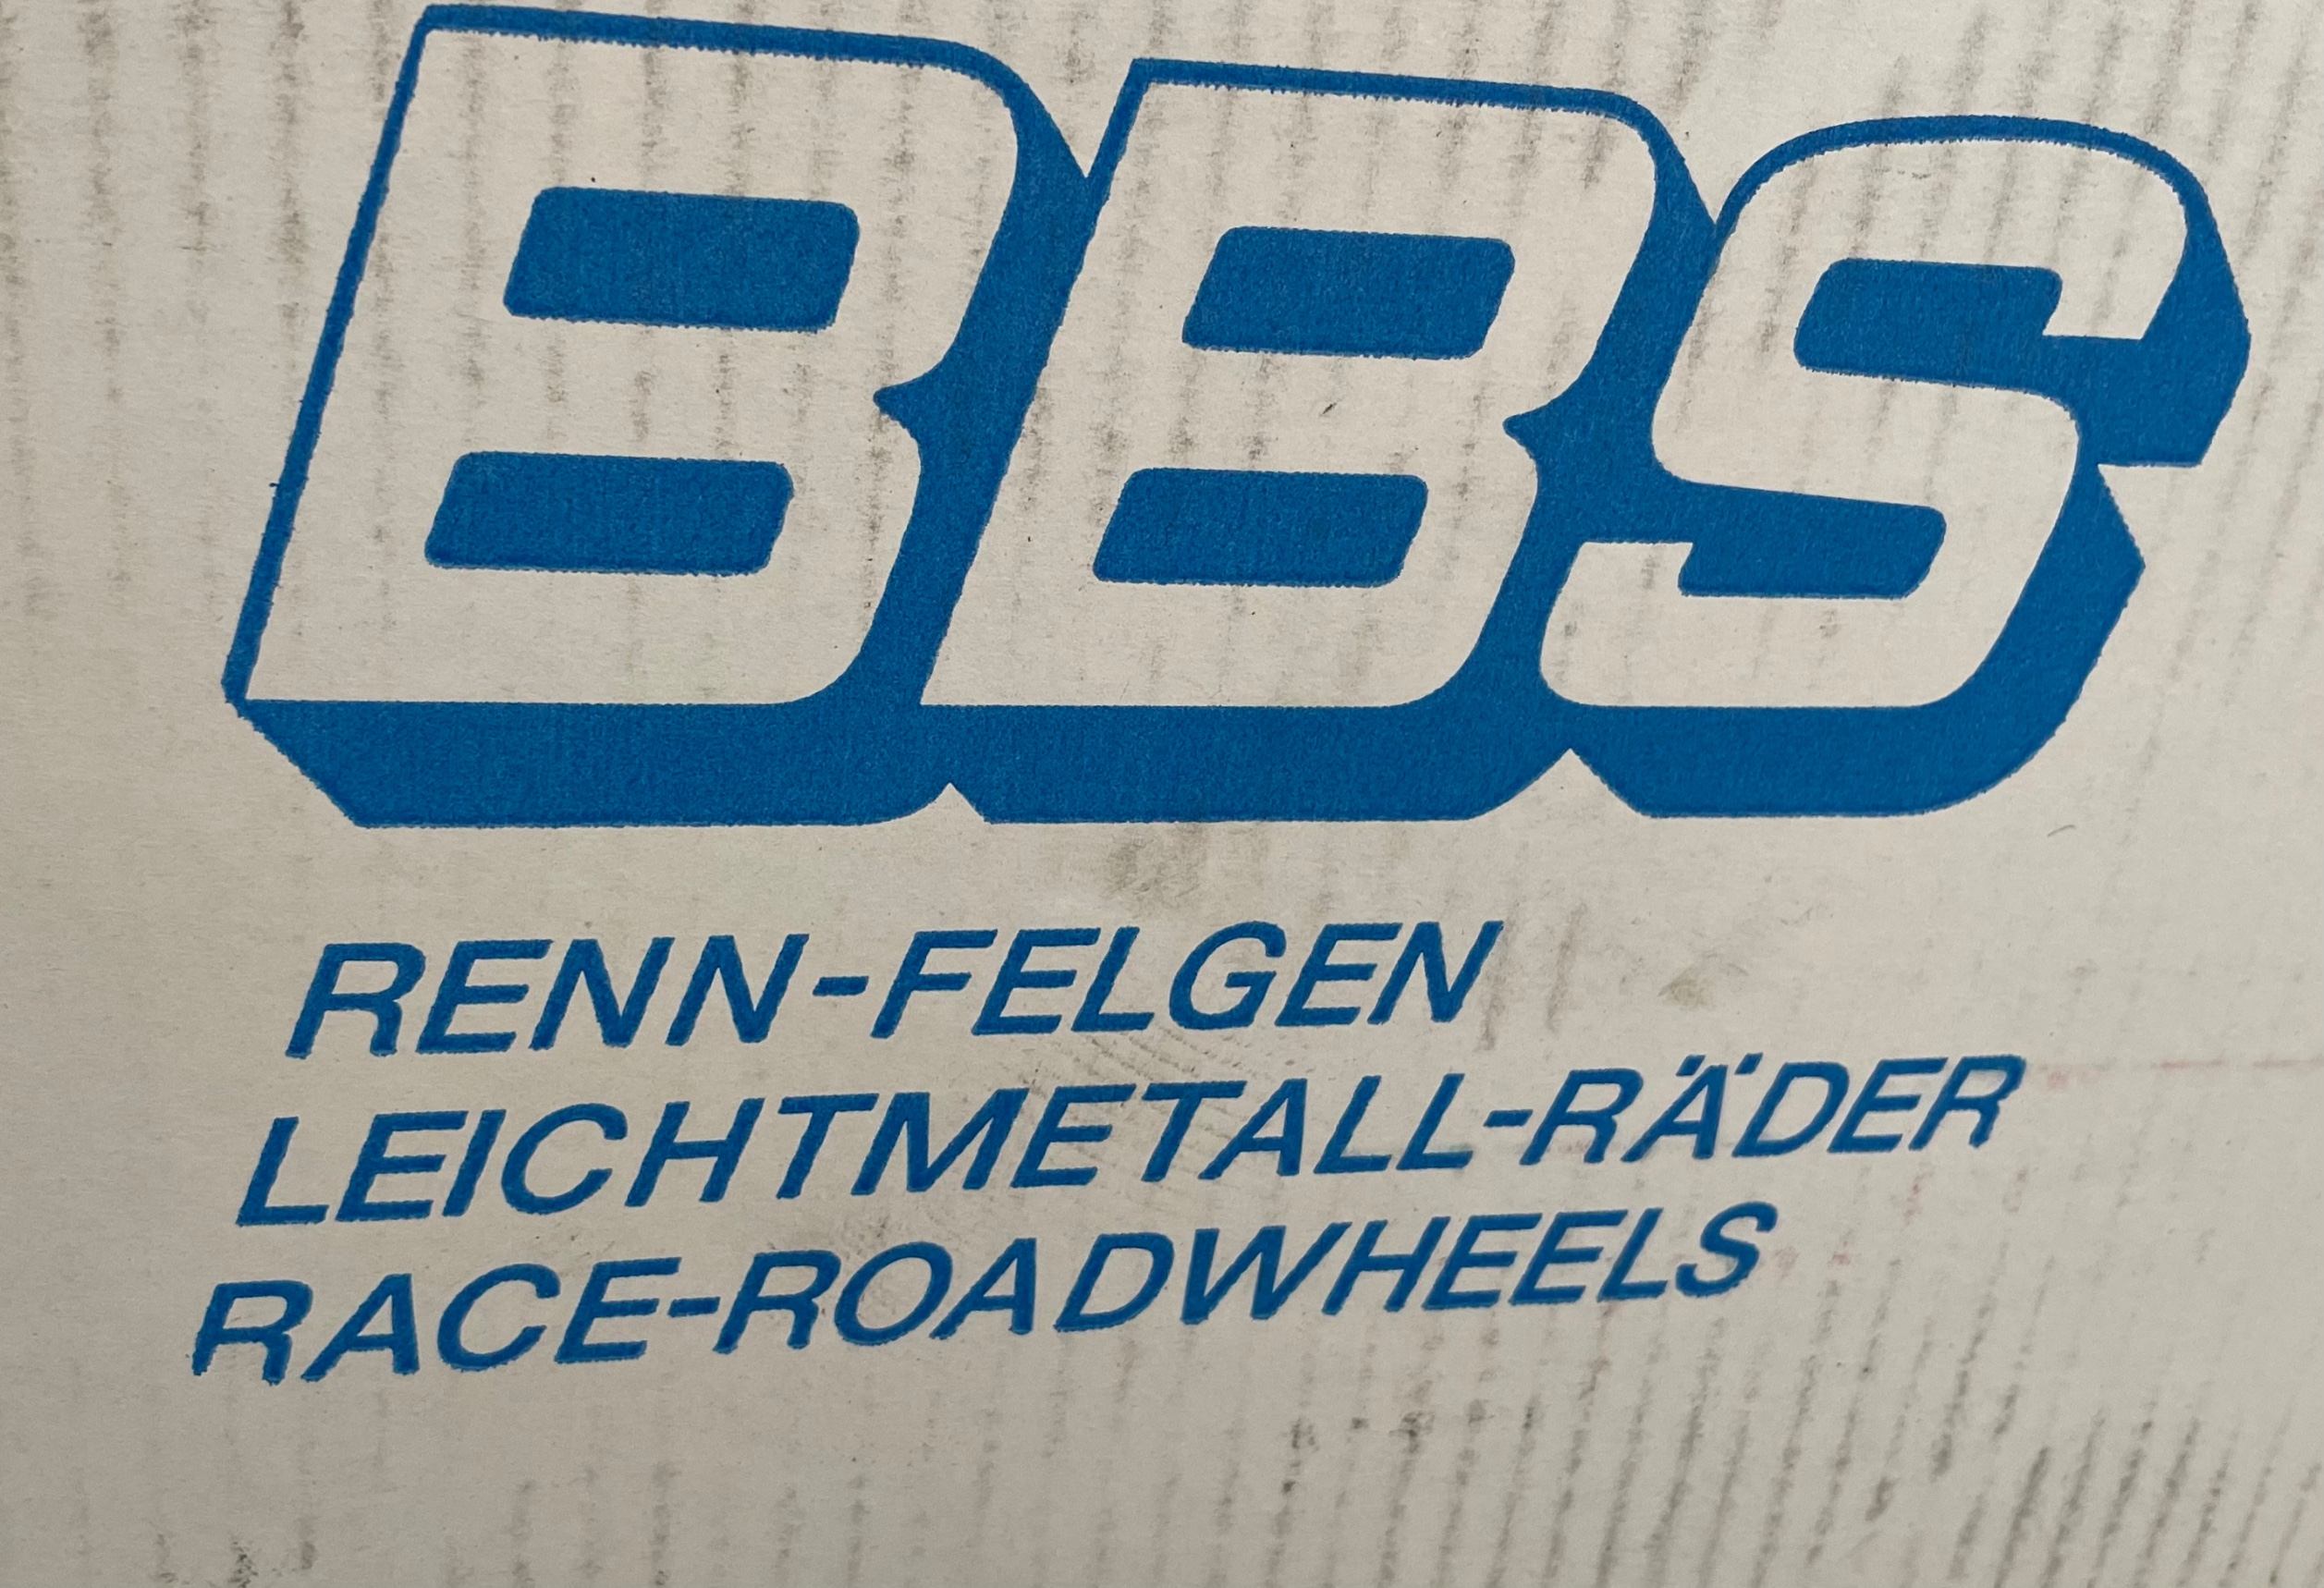 BBS
RENN-FELGEN
LEICHTMETALL-RÄDER
RACE-ROADWHEELS